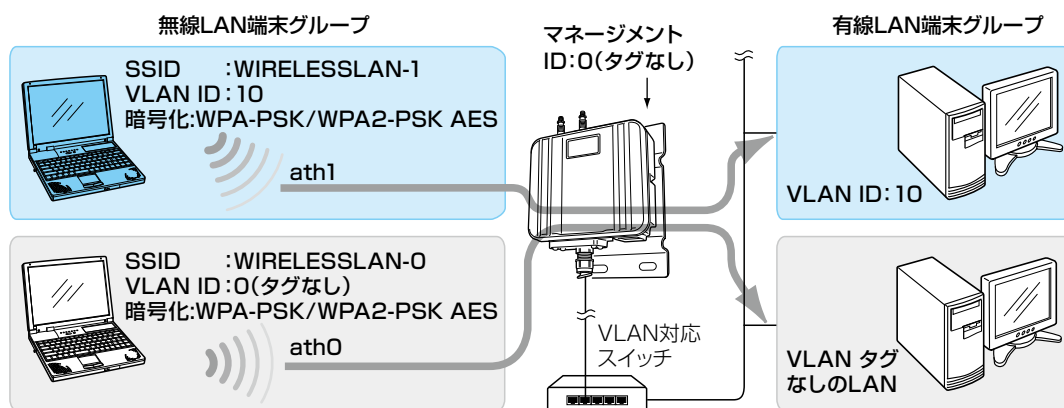 無線LAN端末グループ
SSID :WIRELESSLAN-1
VLAN ID:10
暗号化:WPA-PSK/WPA2-PSK AES
ath1
SSID :WIRELESSLAN-0
VLAN ID:0(タグなし)
暗号化:WPA-PSK/WPA2-PSK AES
ath0
マネージメント
ID:0(タグなし)
VLAN対応
スイッチ
有線LAN端末グループ
VLAN ID:10
VLAN タグ
なしのLAN